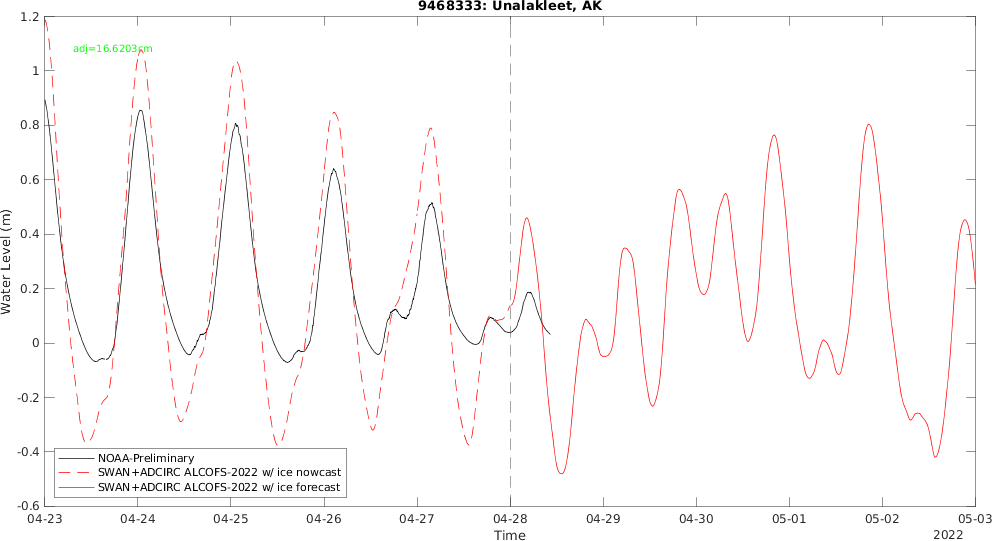 9468333: Unalakleet, AK
adj=16.6203cm
Water Level (m)
1.2
1
0.8
0.6
0.4
0.2
0
-0.2
-0.4
-0.6
NOAA-Preliminary
SWAN+ADCIRC ALCOFS-2022 w/ ice nowcast
SWAN+ADCIRC ALCOFS-2022 w/ ice forecast
04-23 04-24 04-25 04-26 04-27 04-28 04-29 04-30 05-01 05-02 05-03
Time
2022